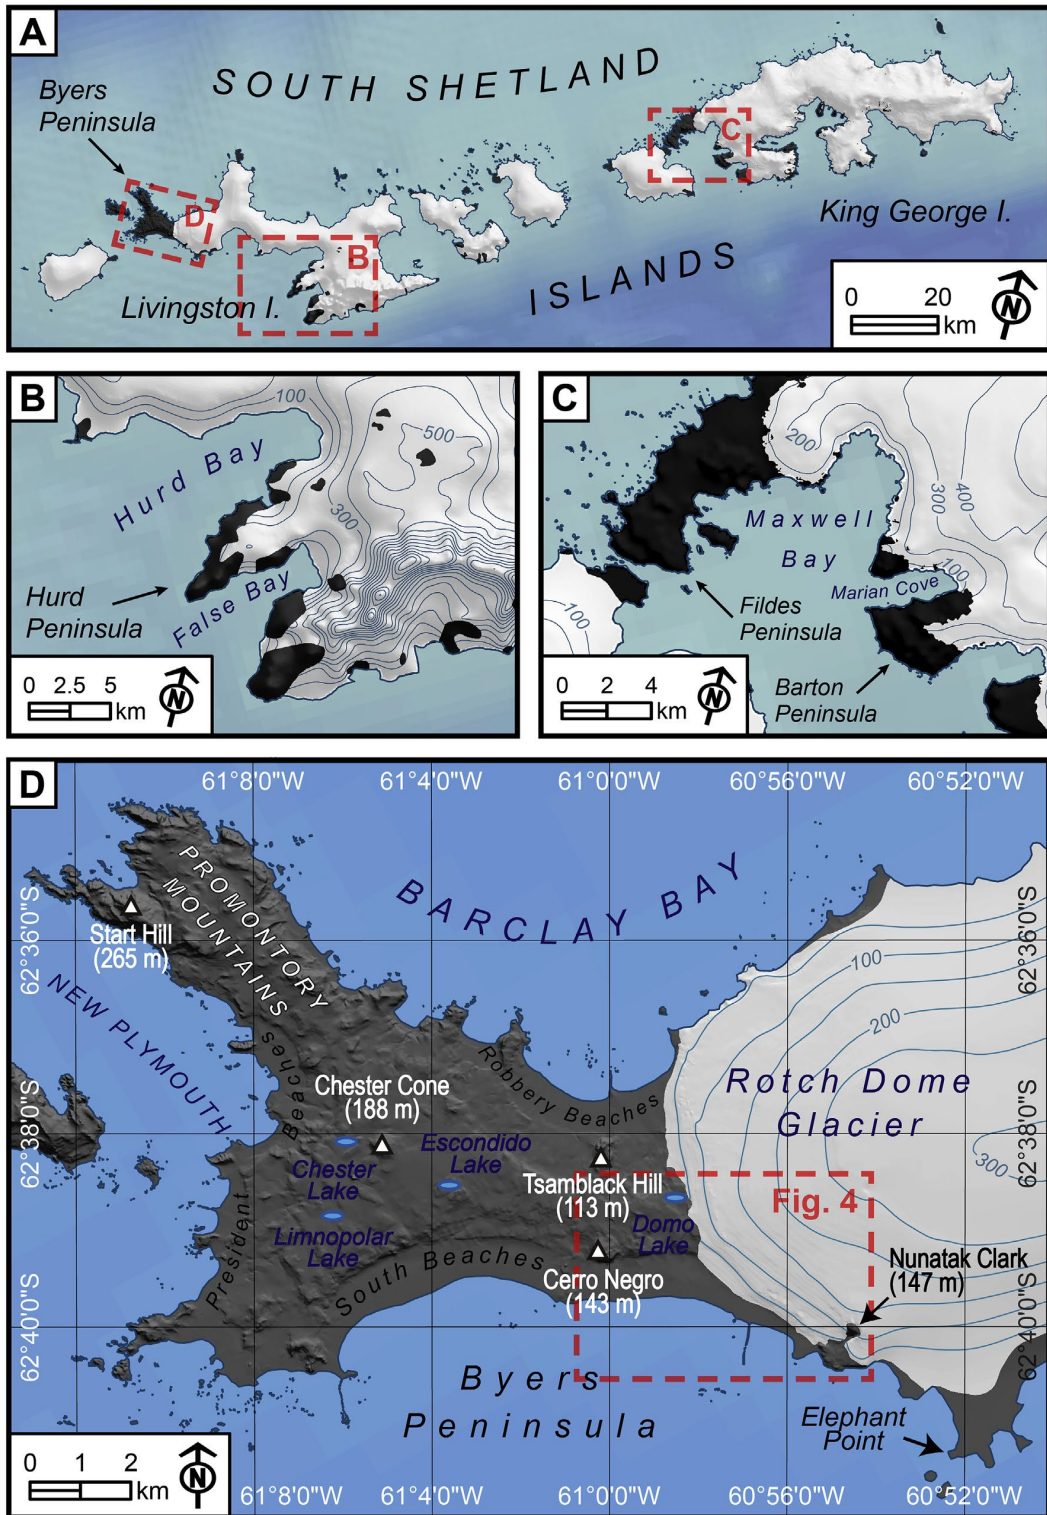 A
SOUTH SHETLAND
ISLANDS
Byers
Peninsula
D
B
C
Livingston I.
King George I.
0 20
km
N
B
100
500
300
Hurd Bay
False Bay
Hurd
Peninsula
0 2.5 5
km
N
C
200
400
300
100
100
Maxwell
Bay
Marian Cove
Fildes
Peninsula
Barton
Peninsula
0 2 4
km
N
D
61°8'0"W 61°4'0"W 61°0'0"W 60°56'0"W 60°52'0"W
62°36'0"S
62°38'0"S
62°40'0"S
62°36'0"S
62°38'0"S
62°40'0"S
PROMONTORY
MOUNTAINS
Start Hill
(265 m)
BARCLAY BAY
NEW PLYMOUTH
100
200
300
Rotch Dome
Glacier
Robbery Beaches
President Beaches
South Beaches
Chester Cone
(188 m)
Chester
Lake
Escondido
Lake
Limnopolar
Lake
Tsamblack Hill
(113 m)
Domo
Lake
Cerro Negro
(143 m)
Fig. 4
Nunatak Clark
(147 m)
Byers
Peninsula
Elephant
Point
0 1 2
km
N
61°8'0"W 61°4'0"W 61°0'0"W 60°56'0"W 60°52'0"W